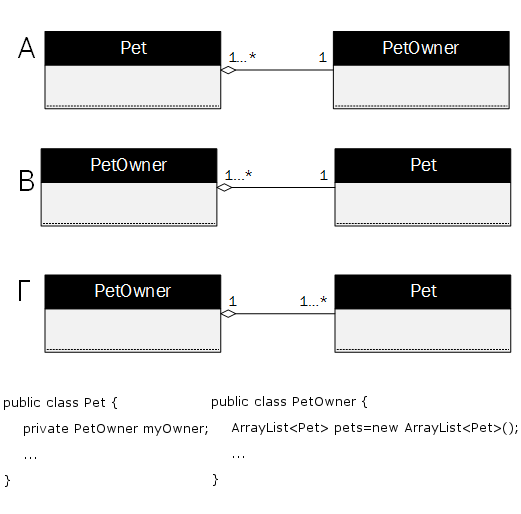 Α
Pet
1...*
1
PetOwner
Β
PetOwner
1...*
1
Pet
Γ
PetOwner
1
1...*
Pet
public class Pet {
private PetOwner myOwner;
...
}
public class PetOwner {
ArrayList<Pet> pets=new ArrayList<Pet>();
...
}